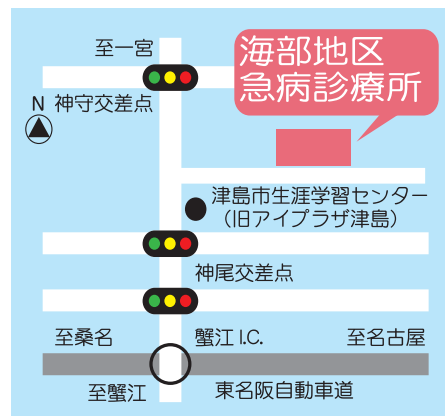 至一宮
海部地区
急病診療所
N
神守交差点
津島市生涯学習センター
（旧アイプラザ津島）
神尾交差点
至桑名
蟹江 I.C.
至名古屋
至蟹江
東名阪自動車道